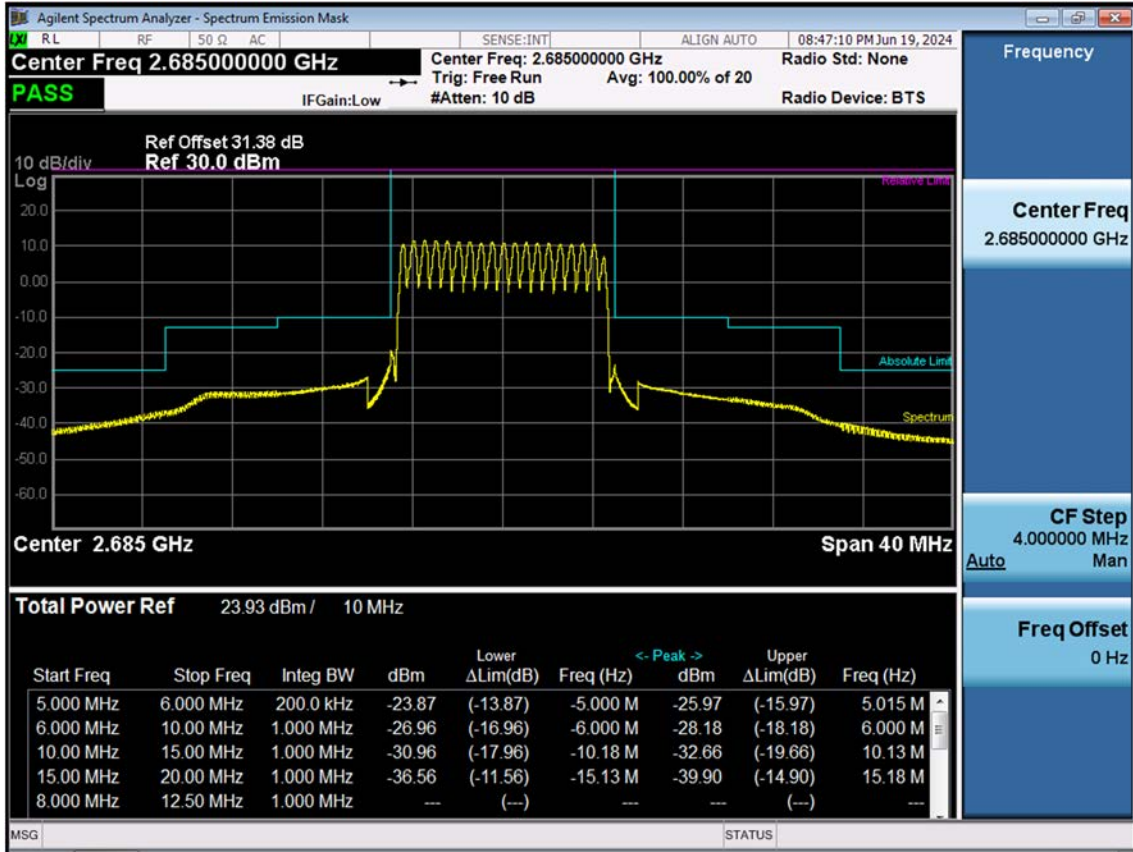 Agilent Spectrum Analyzer - Spectrum Emission Mask
LXI RL RF 50 Ω AC SENSE:INT ALIGN AUTO 08:47:10 PM Jun 19, 2024
Center Freq 2.685000000 GHz Center Freq: 2.685000000 GHz Radio Std: None
Trig: Free Run Avg: 100.00% of 20
PASS IFGain:Low #Atten: 10 dB Radio Device: BTS
Ref Offset 31.38 dB
10 dB/div Ref 30.0 dBm
Log
Relative Limit
20.0
10.0
0.00
-10.0
-20.0
Absolute Limit
-30.0
-40.0
Spectrum
-50.0
-60.0
Center 2.685 GHz Span 40 MHz
Total Power Ref 23.93 dBm / 10 MHz
Lower <- Peak -> Upper
Start Freq Stop Freq Integ BW dBm ΔLim(dB) Freq (Hz) dBm ΔLim(dB) Freq (Hz)
5.000 MHz 6.000 MHz 200.0 kHz -23.87 (-13.87) -5.000 M -25.97 (-15.97) 5.015 M
6.000 MHz 10.00 MHz 1.000 MHz -26.96 (-16.96) -6.000 M -28.18 (-18.18) 6.000 M
10.00 MHz 15.00 MHz 1.000 MHz -30.96 (-17.96) -10.18 M -32.66 (-19.66) 10.13 M
15.00 MHz 20.00 MHz 1.000 MHz -36.56 (-11.56) -15.13 M -39.90 (-14.90) 15.18 M
8.000 MHz 12.50 MHz 1.000 MHz --- (---) --- --- (---) ---
MSG STATUS
Frequency
Center Freq
2.685000000 GHz
CF Step
4.000000 MHz
Auto Man
Freq Offset
0 Hz